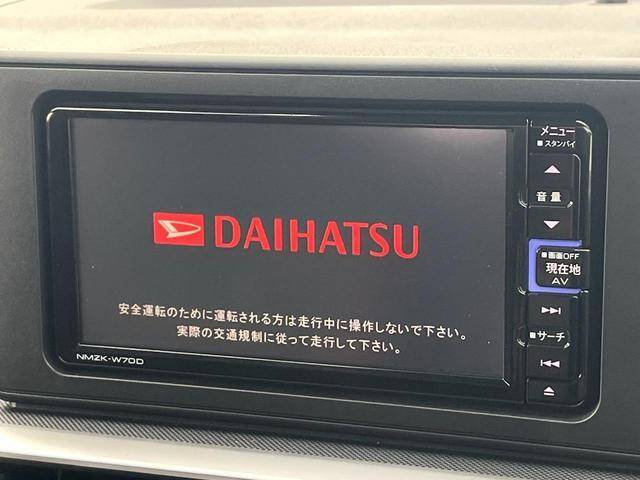 DAIHATSU
安全運転のために運転される方は走行中に操作しないで下さい。
実際の交通規制に従って走行して下さい。
NMZK-W70D
メニュー
■スタンバイ
音量
■画面OFF
現在地
AV
■サーチ